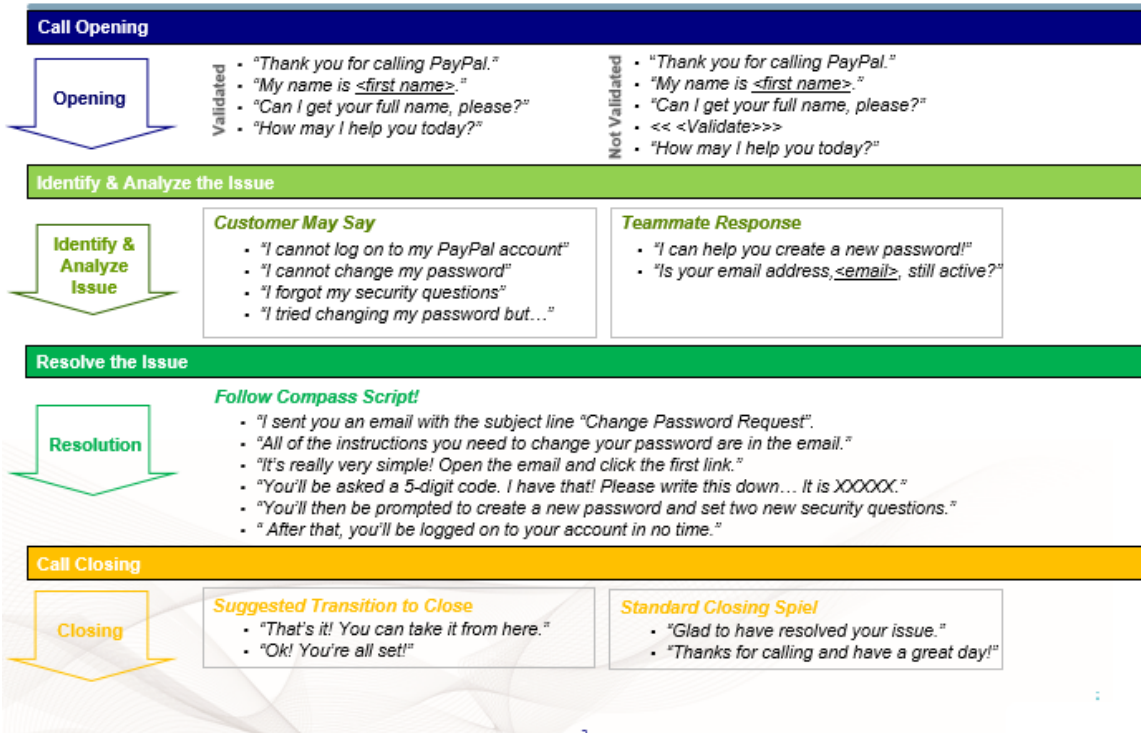 Call Opening
Opening
Validated
• “Thank you for calling PayPal.”
• “My name is <first name>.”
• “Can I get your full name, please?”
• “How may I help you today?”
Not Validated
• “Thank you for calling PayPal.”
• “My name is <first name>.”
• “Can I get your full name, please?”
• << <Validate>>>
• “How may I help you today?”
Identify & Analyze the Issue
Identify &
Analyze
Issue
Customer May Say
• “I cannot log on to my PayPal account”
• “I cannot change my password”
• “I forgot my security questions”
• “I tried changing my password but…”
Teammate Response
• “I can help you create a new password!”
• “Is your email address,<email>, still active?”
Resolve the Issue
Resolution
Follow Compass Script!
• “I sent you an email with the subject line “Change Password Request”.
• “All of the instructions you need to change your password are in the email.”
• “It’s really very simple! Open the email and click the first link.”
• “You’ll be asked a 5-digit code. I have that! Please write this down… It is XXXXX.”
• “You’ll then be prompted to create a new password and set two new security questions.”
• “ After that, you’ll be logged on to your account in no time.”
Call Closing
Closing
Suggested Transition to Close
• “That’s it! You can take it from here.”
• “Ok! You’re all set!”
Standard Closing Spiel
• “Glad to have resolved your issue.”
• “Thanks for calling and have a great day!”